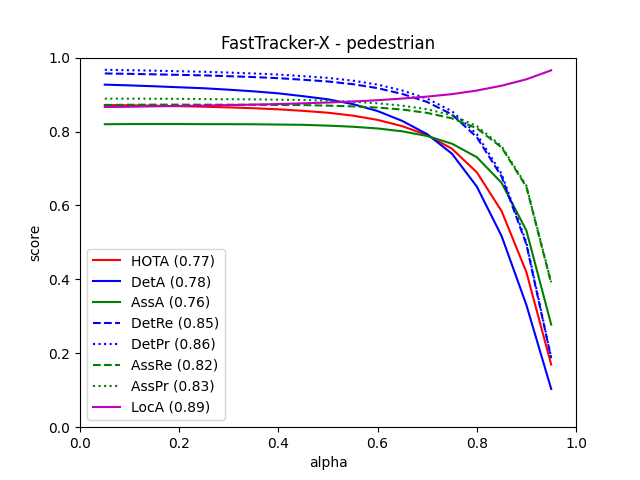 FastTracker-X - pedestrian
1.0
0.8
0.6
0.4
0.2
0.0
score
HOTA (0.77)
DetA (0.78)
AssA (0.76)
DetRe (0.85)
DetPr (0.86)
AssRe (0.82)
AssPr (0.83)
LocA (0.89)
0.0 0.2 0.4 0.6 0.8 1.0
alpha